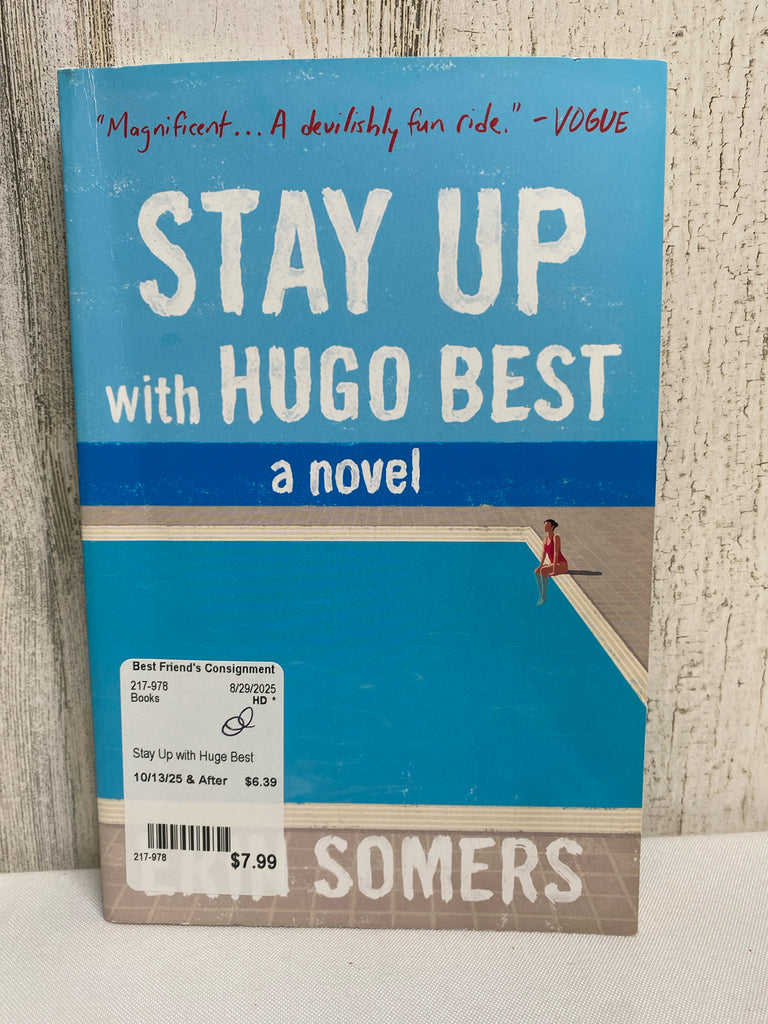 "Magnificent... A devilishly fun ride." - VOGUE
STAY UP
with HUGO BEST
a novel
Best Friend's Consignment
217-978 8/29/2025
Books HD *
Stay Up with Huge Best
10/13/25 & After $6.39
217-978 $7.99
ERIN SOMERS